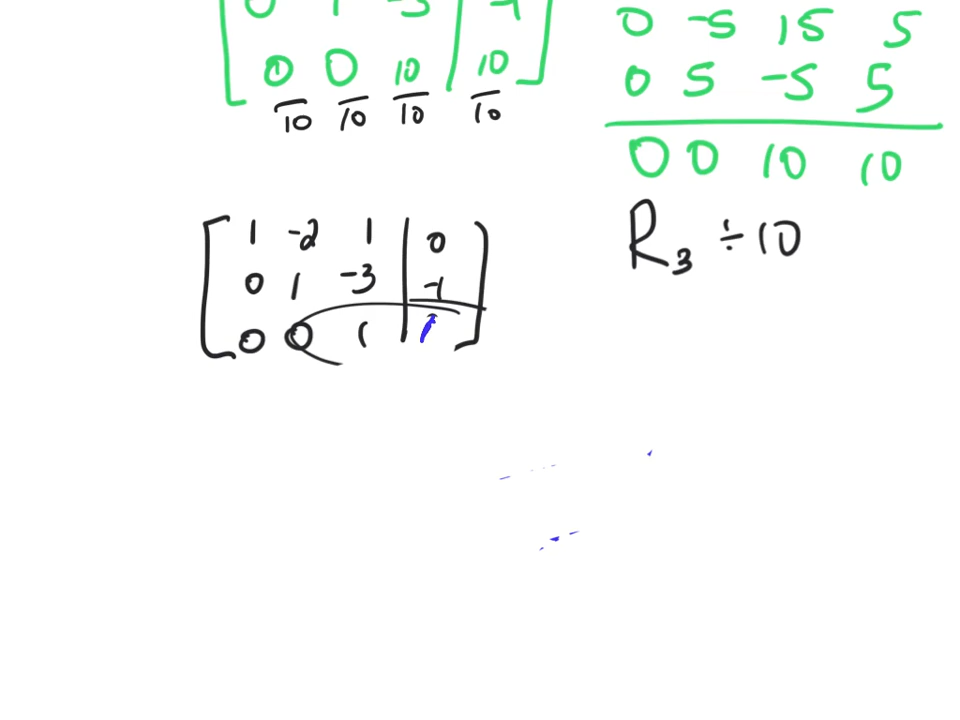 0 1 -3 | -1
0 0 10 | 10
10 10 10 10
0 -5 15 5
0 5 -5 5
0 0 10 10
R3 ÷ 10
1 -2 1 | 0
0 1 -3 | -1
0 0 1 | 1